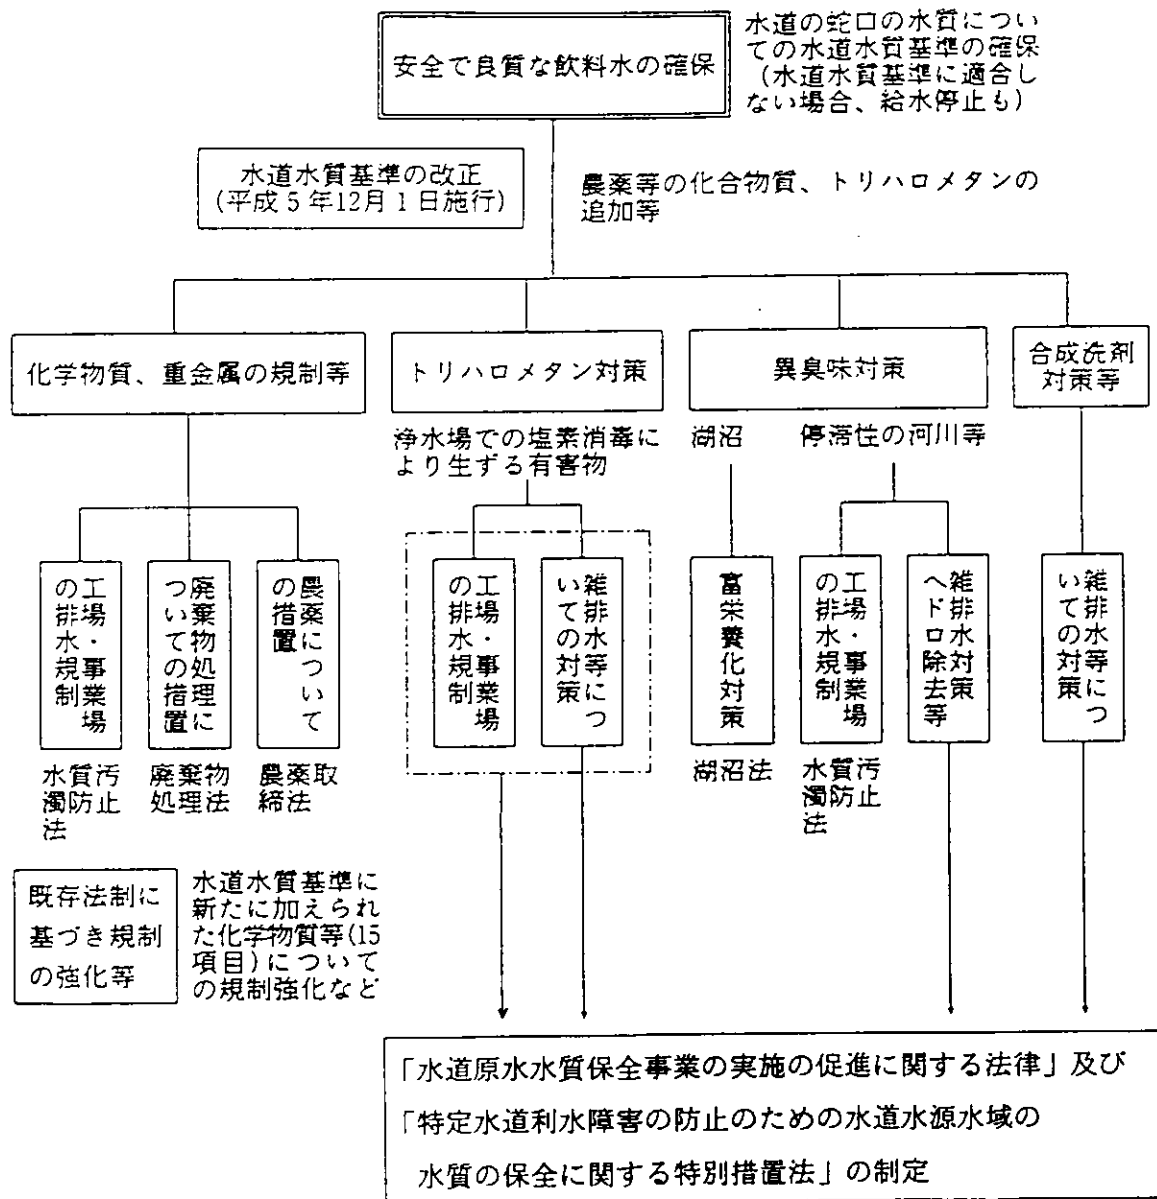 安全で良質な飲料水の確保
水道の蛇口の水質につい
ての水道水質基準の確保
（水道水質基準に適合し
ない場合、給水停止も）
水道水質基準の改正
(平成５年12月１日施行)
農薬等の化合物質、トリハロメタンの
追加等
化学物質、重金属の規制等
トリハロメタン対策
異臭味対策
合成洗剤
対策等
浄水場での塩素消毒に
より生ずる有害物
湖沼
停滞性の河川等
工場・事業場
の排水規制
廃棄物処理に
ついての措置
農薬について
の措置
工場・事業場
の排水規制
雑排水等につ
いての対策
富栄養化対策
工場・事業場
の排水規制
雑排水対策
ヘドロ除去等
雑排水等につ
いての対策
水質汚
濁防止
法
廃棄物
処理法
農薬取
締法
湖沼法
水質汚
濁防止
法
既存法制に
基づき規制
の強化等
水道水質基準に
新たに加えられ
た化学物質等(15
項目)について
の規制強化など
「水道原水水質保全事業の実施の促進に関する法律」及び
「特定水道利水障害の防止のための水道水源水域の
水質の保全に関する特別措置法」の制定